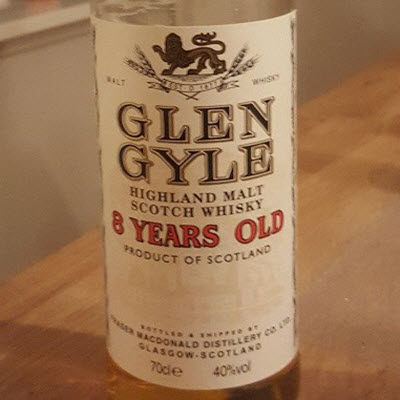 MALT WHISKY
GLEN
GYLE
HIGHLAND MALT
SCOTCH WHISKY
8 YEARS OLD
PRODUCT OF SCOTLAND
BOTTLED & SHIPPED BY
FRASER MACDONALD DISTILLERY CO. LTD.
GLASGOW-SCOTLAND
70cl e 40%vol